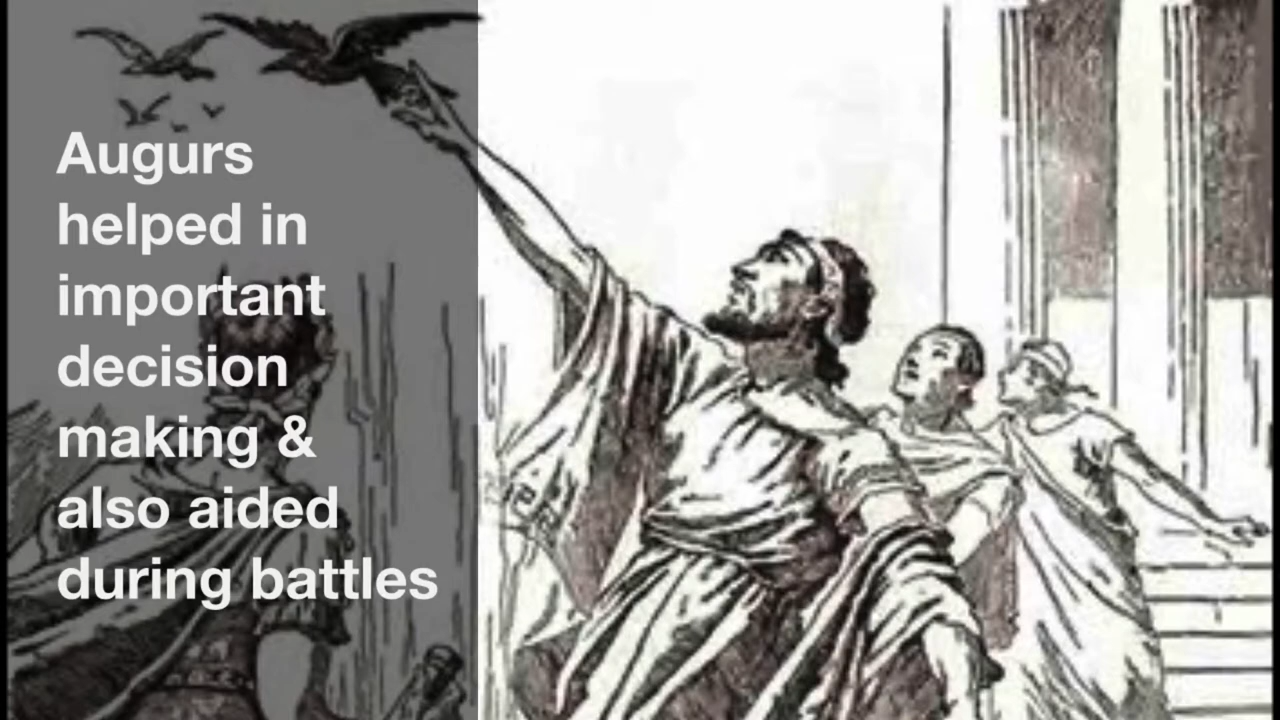 Augurs
helped in
important
decision
making &
also aided
during battles